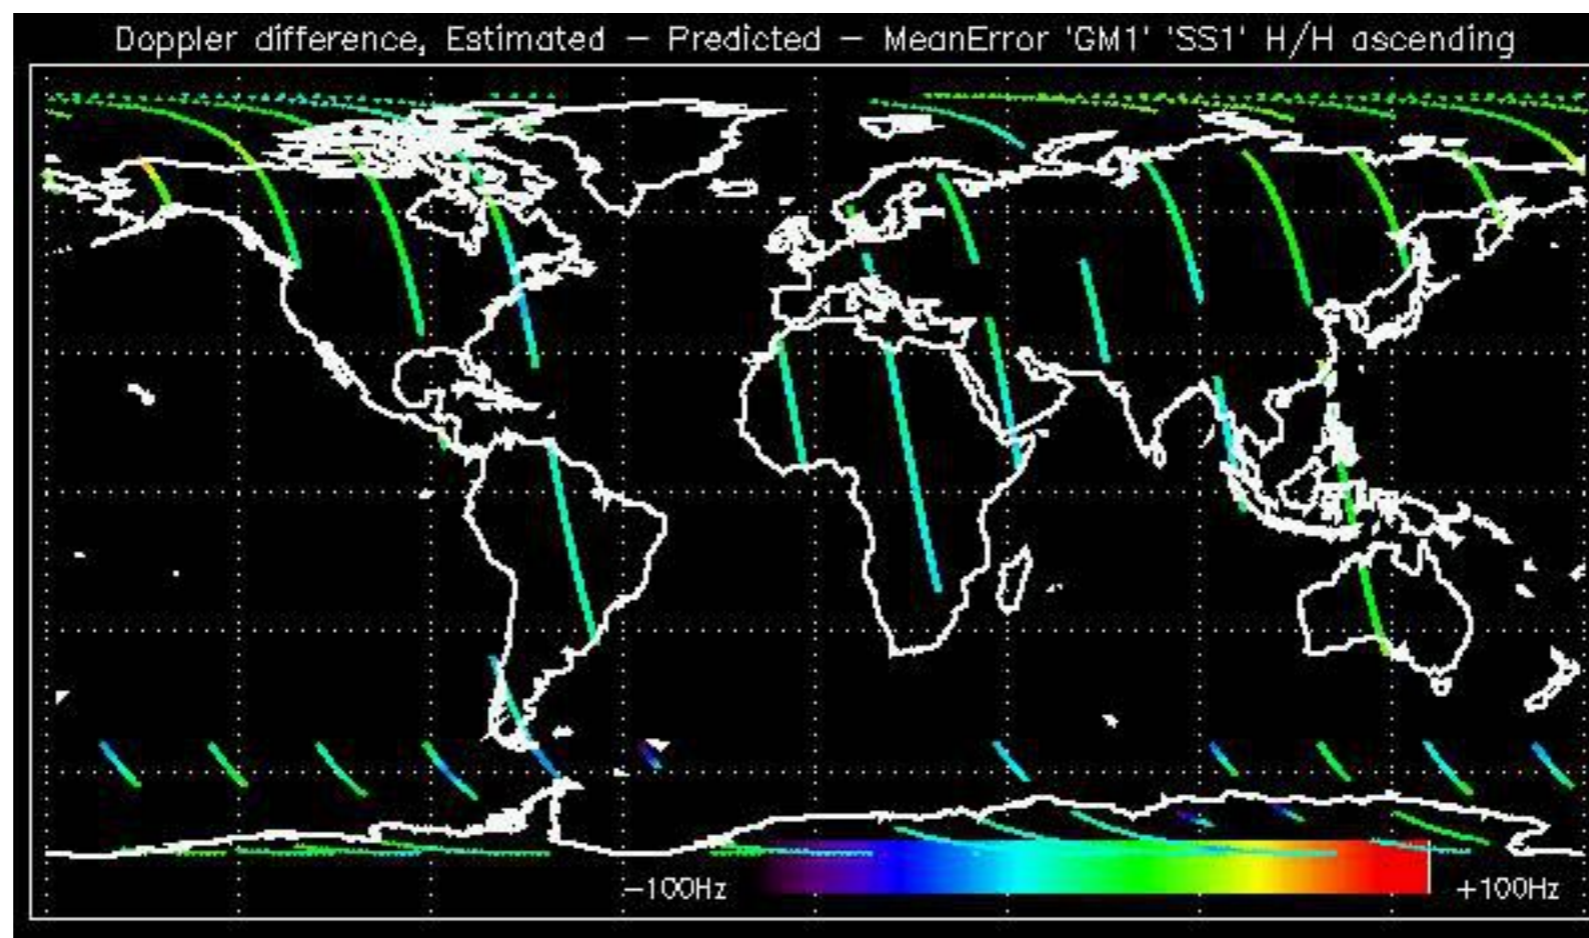 Doppler difference, Estimated – Predicted – MeanError 'GM1' 'SS1' H/H ascending
–100Hz +100Hz